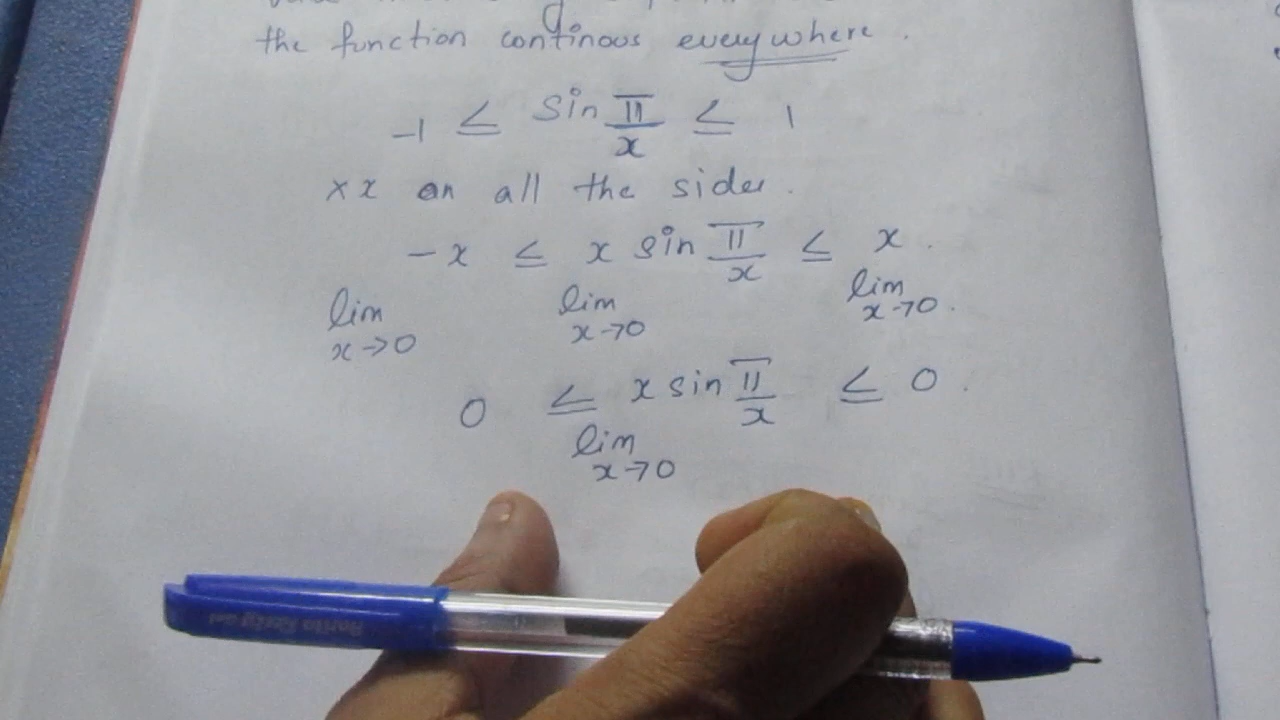 the function continous everywhere .
-1 ≤ sin π/x ≤ 1
×x on all the sides .
-x ≤ x sin π/x ≤ x .
lim x→0 lim x→0 lim x→0 .
0 ≤ x sin π/x ≤ 0 .
lim x→0